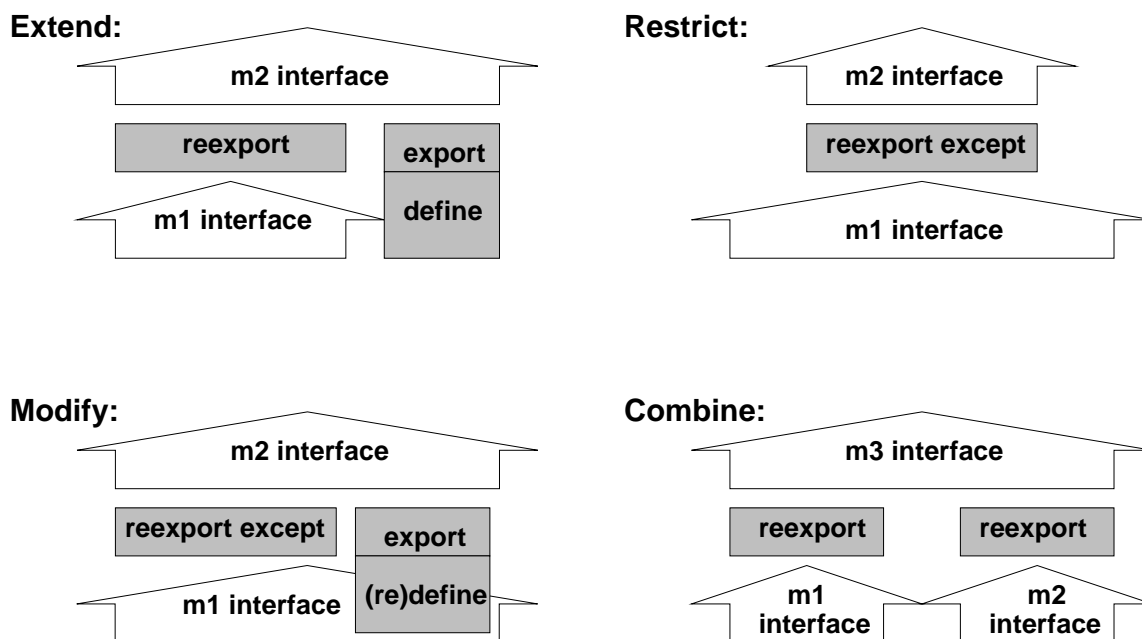 Extend:
m2 interface
reexport
export
define
m1 interface
Restrict:
m2 interface
reexport except
m1 interface
Modify:
m2 interface
reexport except
export
(re)define
m1 interface
Combine:
m3 interface
reexport
reexport
m1
interface
m2
interface